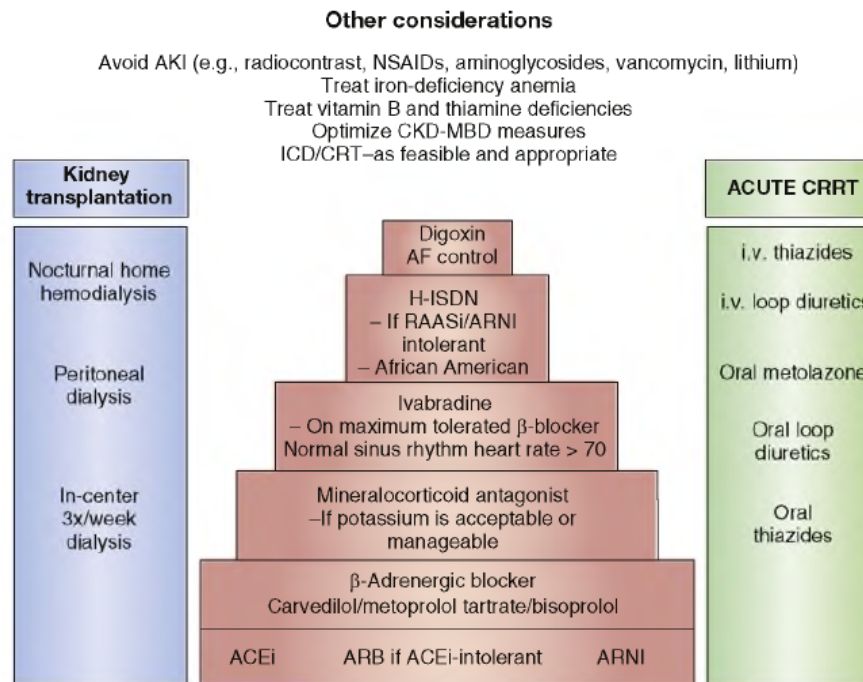 Other considerations
Avoid AKI (e.g., radiocontrast, NSAIDs, aminoglycosides, vancomycin, lithium)
Treat iron-deficiency anemia
Treat vitamin B and thiamine deficiencies
Optimize CKD-MBD measures
ICD/CRT–as feasible and appropriate
Kidney
transplantation
Nocturnal home
hemodialysis
Peritoneal
dialysis
In-center
3x/week
dialysis
Digoxin
AF control
H-ISDN
– If RAASi/ARNI
intolerant
– African American
Ivabradine
– On maximum tolerated β-blocker
Normal sinus rhythm heart rate > 70
Mineralocorticoid antagonist
–If potassium is acceptable or
manageable
β-Adrenergic blocker
Carvedilol/metoprolol tartrate/bisoprolol
ACEi ARB if ACEi-intolerant ARNI
ACUTE CRRT
i.v. thiazides
i.v. loop diuretics
Oral metolazone
Oral loop
diuretics
Oral
thiazides